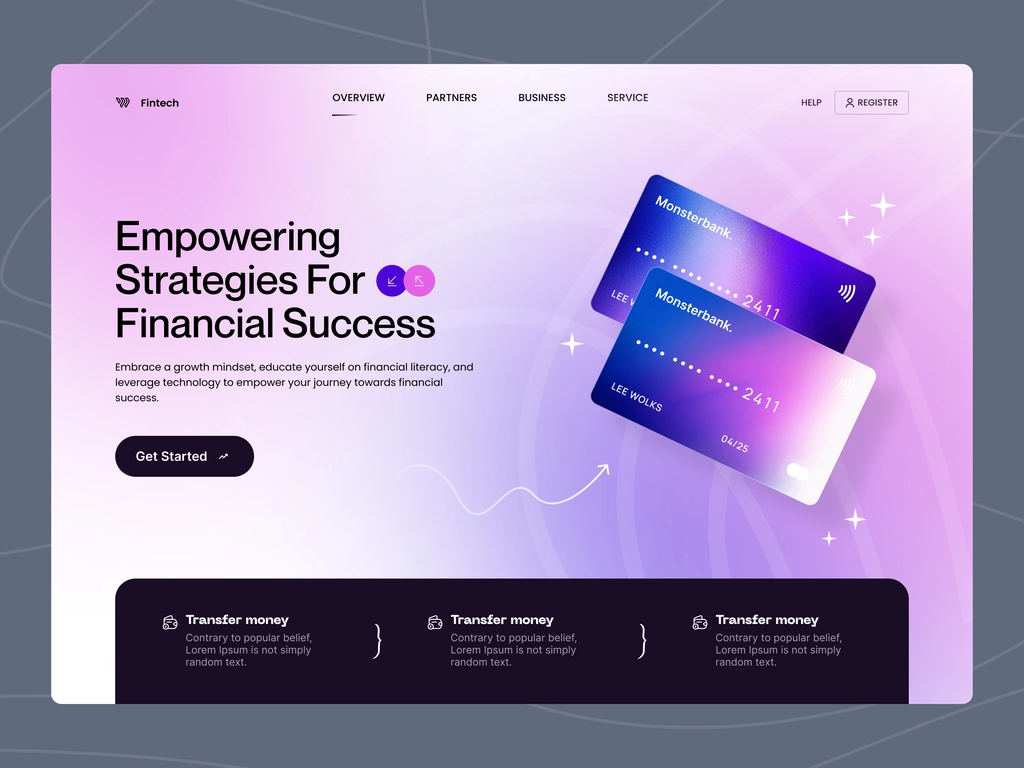 Fintech
OVERVIEW
PARTNERS
BUSINESS
SERVICE
HELP
REGISTER
Empowering
Strategies For
Financial Success
Embrace a growth mindset, educate yourself on financial literacy, and
leverage technology to empower your journey towards financial
success.
Get Started
Monsterbank.
2411
LEE
Monsterbank.
2411
LEE WOLKS
04/25
Transfer money
Contrary to popular belief,
Lorem Ipsum is not simply
random text.
Transfer money
Contrary to popular belief,
Lorem Ipsum is not simply
random text.
Transfer money
Contrary to popular belief,
Lorem Ipsum is not simply
random text.